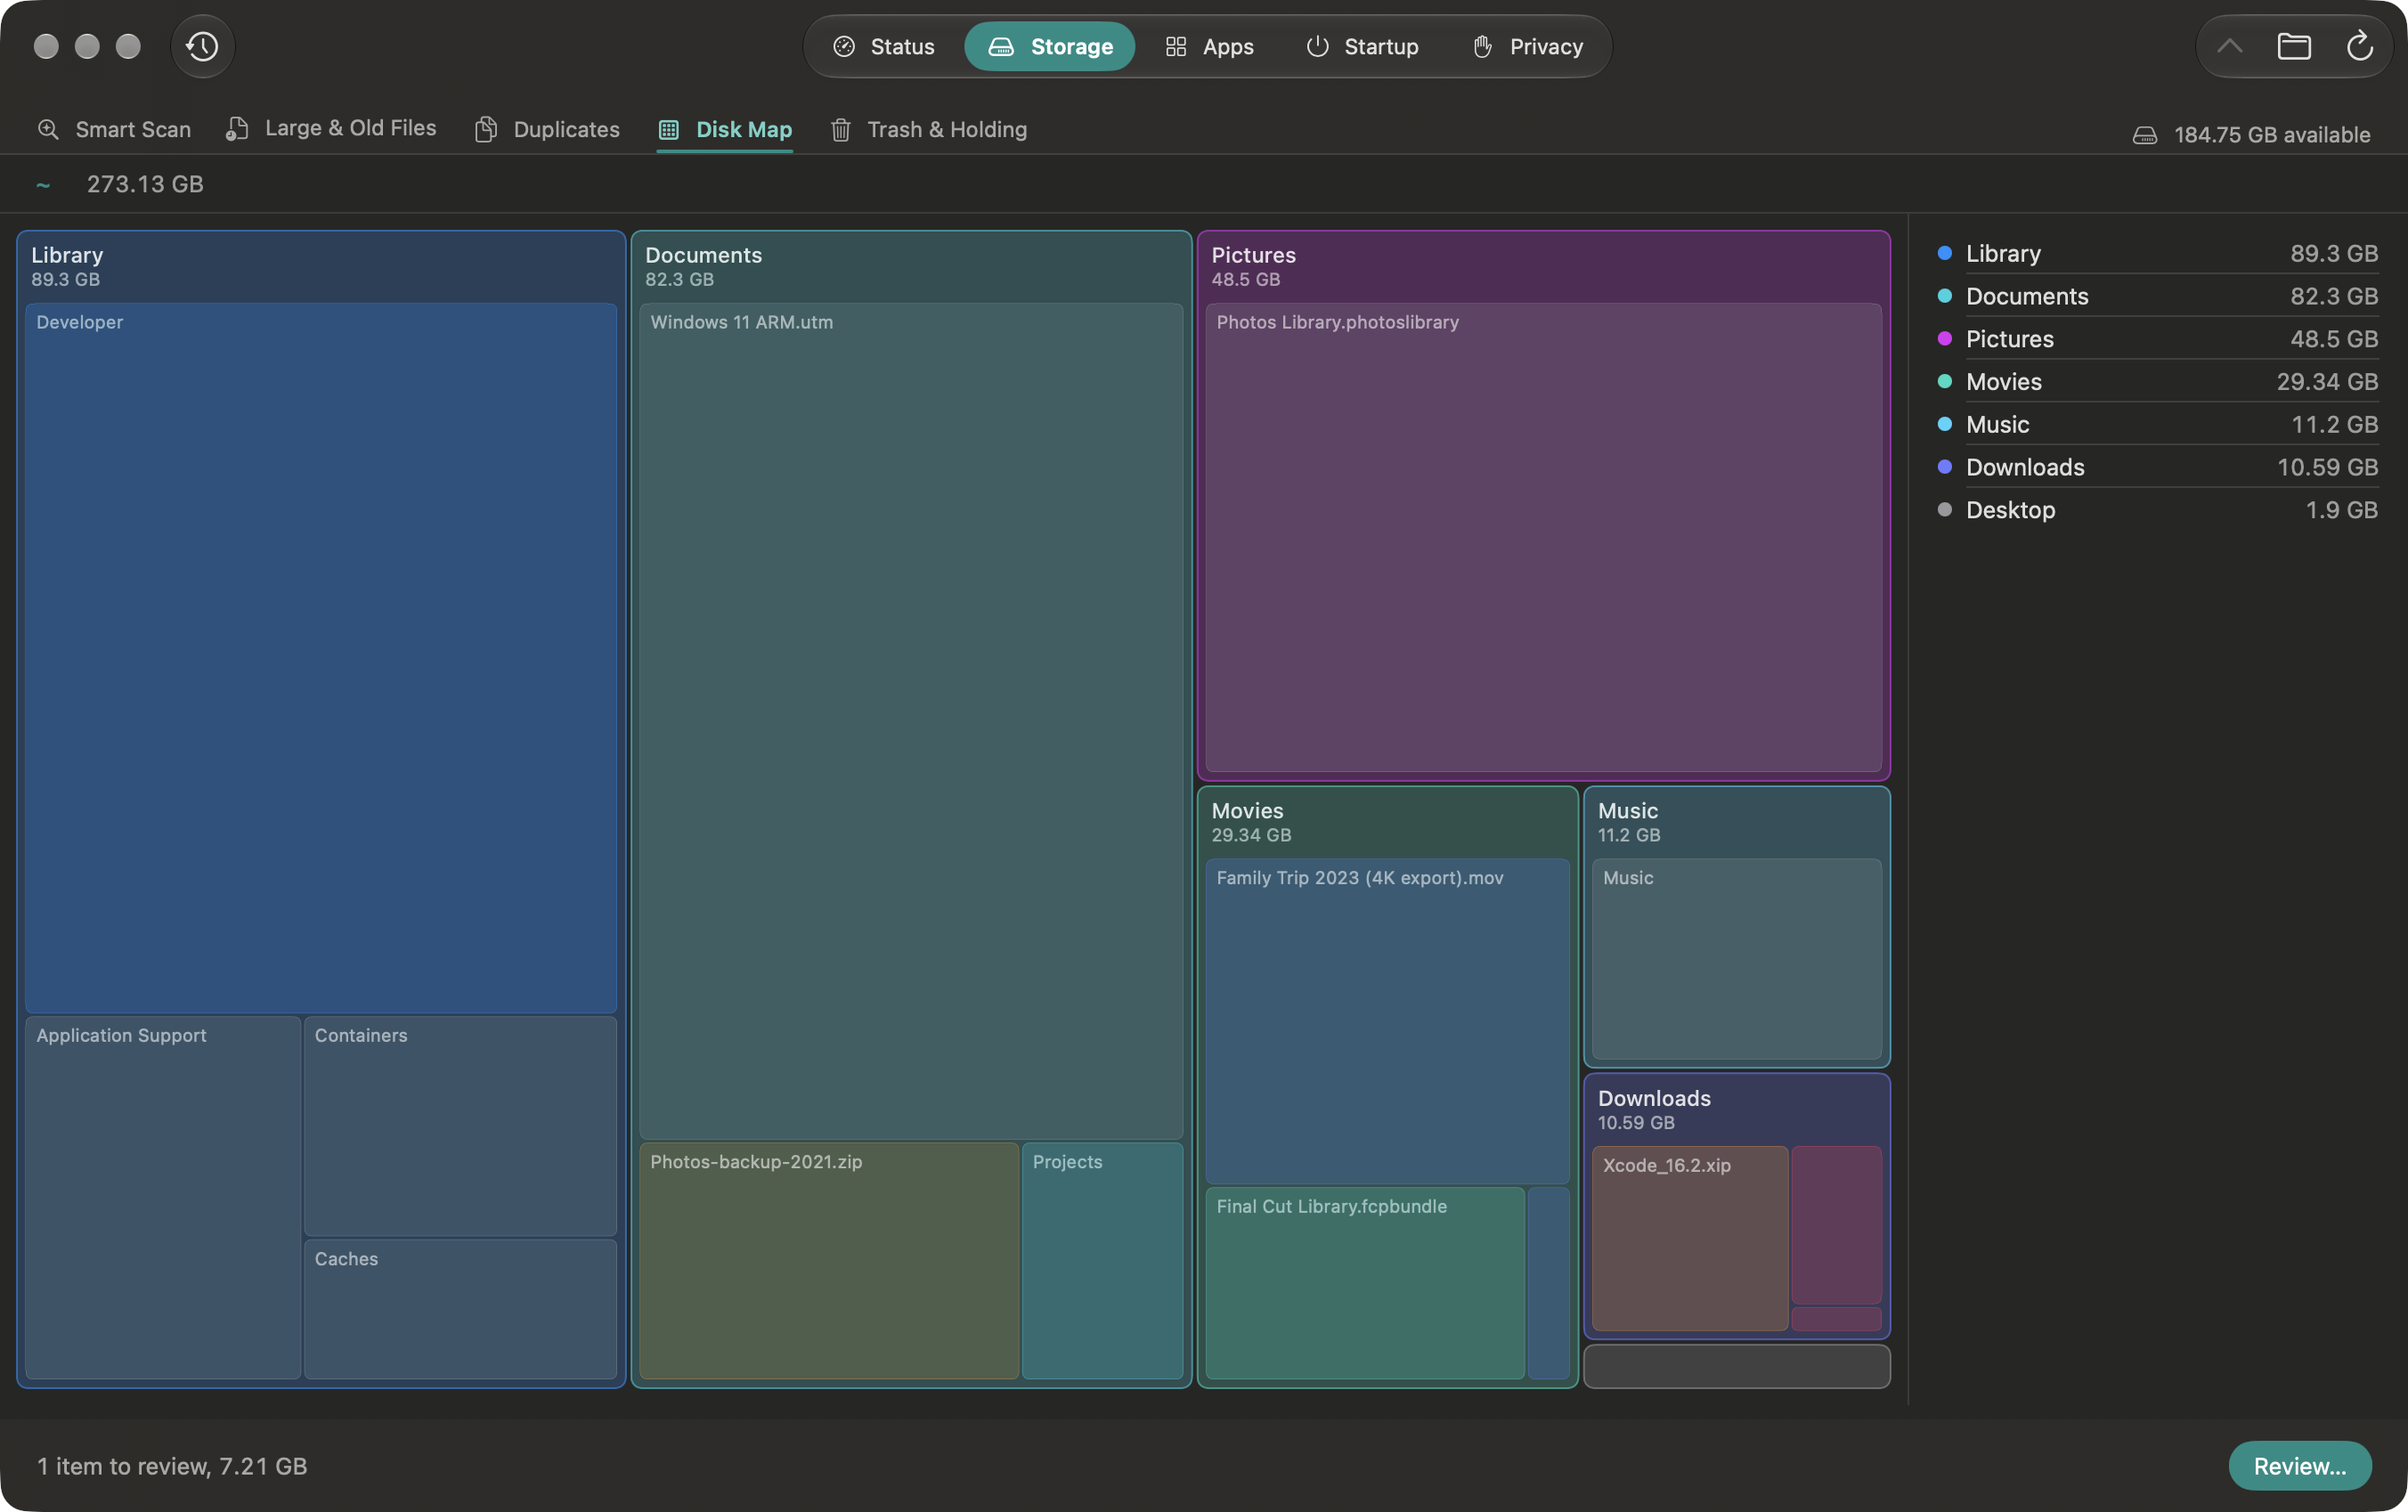 Status
Storage
Apps
Startup
Privacy
Smart Scan
Large & Old Files
Duplicates
Disk Map
Trash & Holding
184.75 GB available
~ 273.13 GB
Library
89.3 GB
Developer
Application Support
Containers
Caches
Documents
82.3 GB
Windows 11 ARM.utm
Photos-backup-2021.zip
Projects
Pictures
48.5 GB
Photos Library.photoslibrary
Movies
29.34 GB
Family Trip 2023 (4K export).mov
Final Cut Library.fcpbundle
Music
11.2 GB
Music
Downloads
10.59 GB
Xcode_16.2.xip
Library 89.3 GB
Documents 82.3 GB
Pictures 48.5 GB
Movies 29.34 GB
Music 11.2 GB
Downloads 10.59 GB
Desktop 1.9 GB
1 item to review, 7.21 GB
Review...